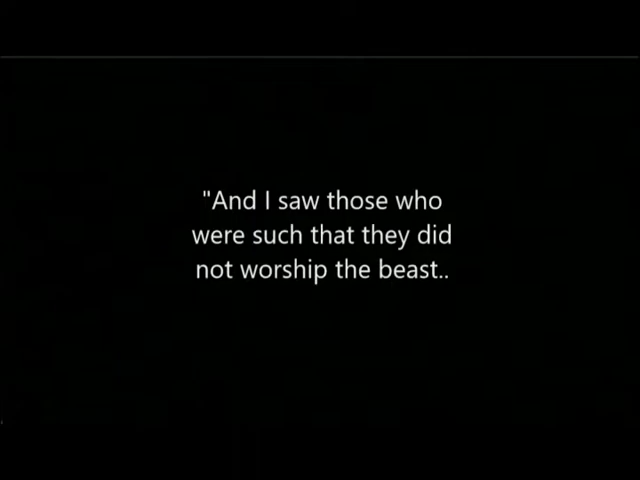 "And I saw those who
were such that they did
not worship the beast..